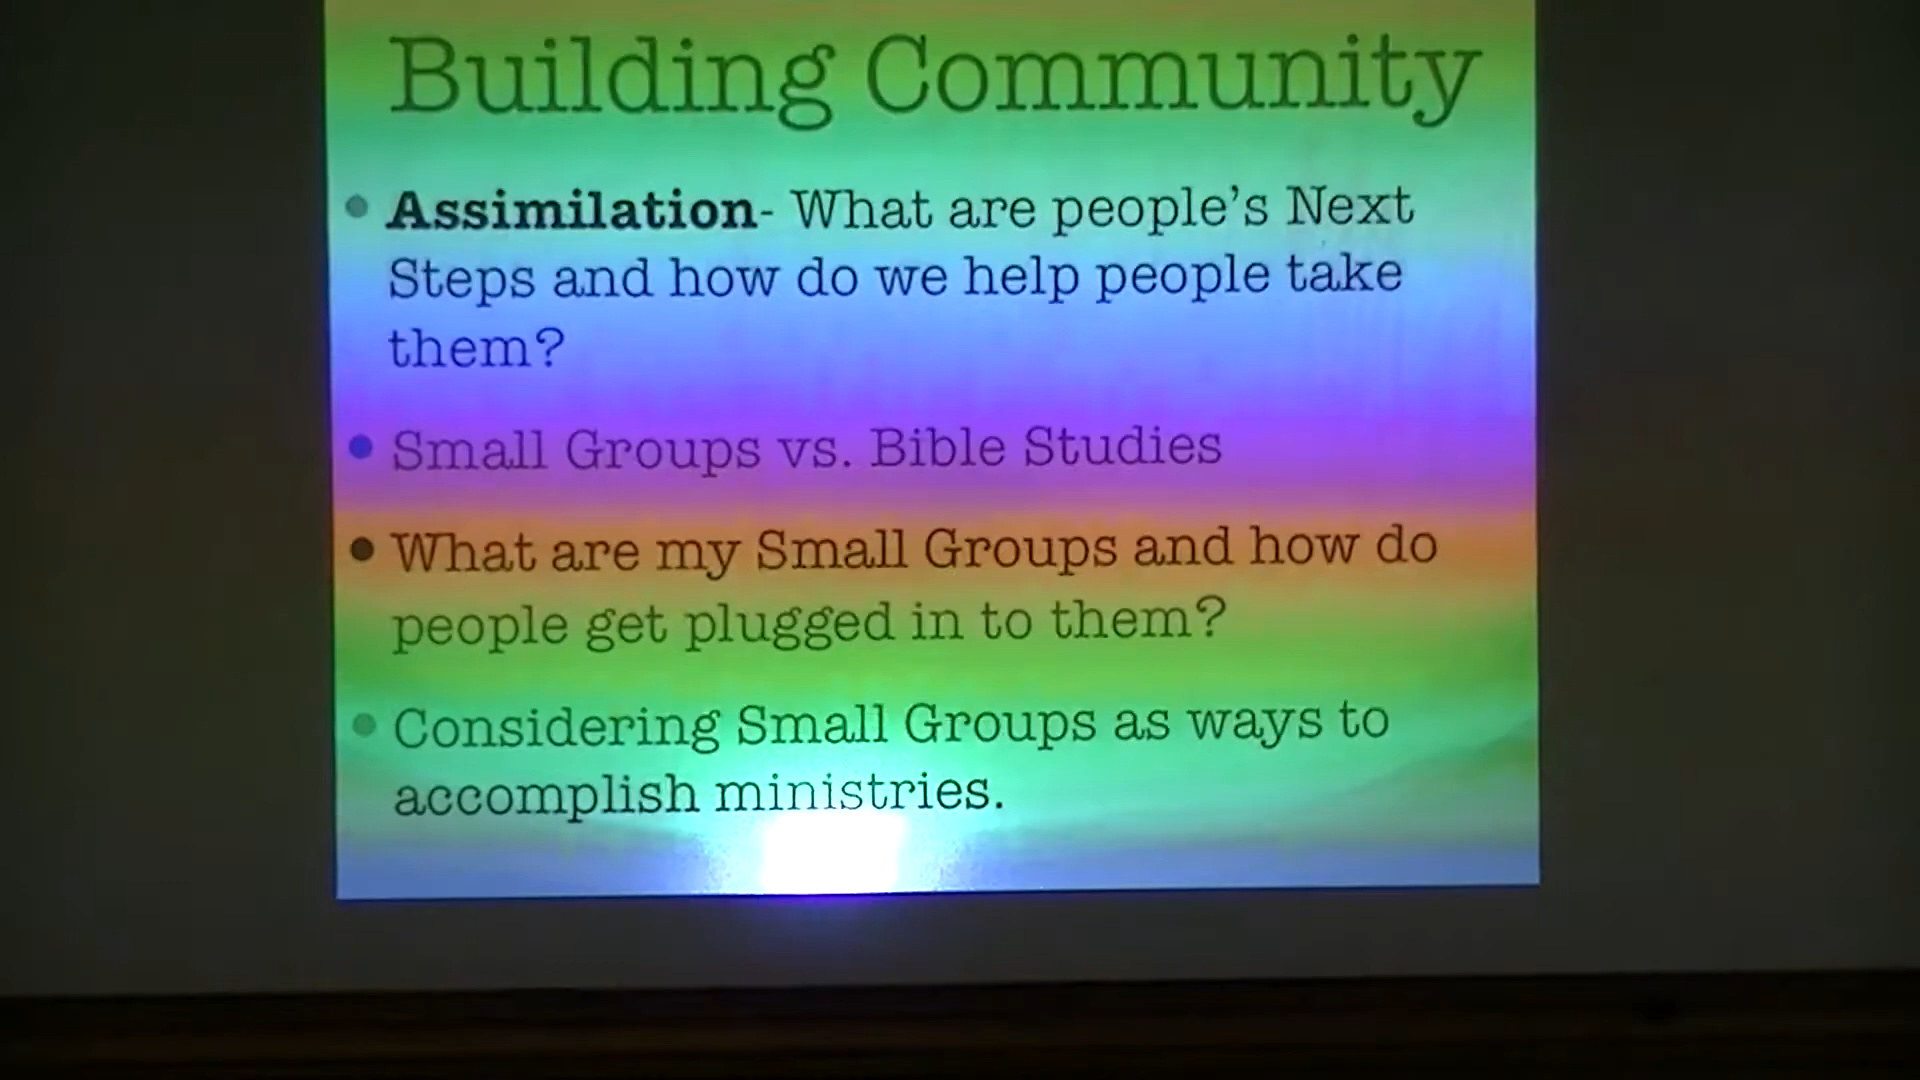 Building Community
• Assimilation- What are people's Next
Steps and how do we help people take
them?
• Small Groups vs. Bible Studies
• What are my Small Groups and how do
people get plugged in to them?
• Considering Small Groups as ways to
accomplish ministries.